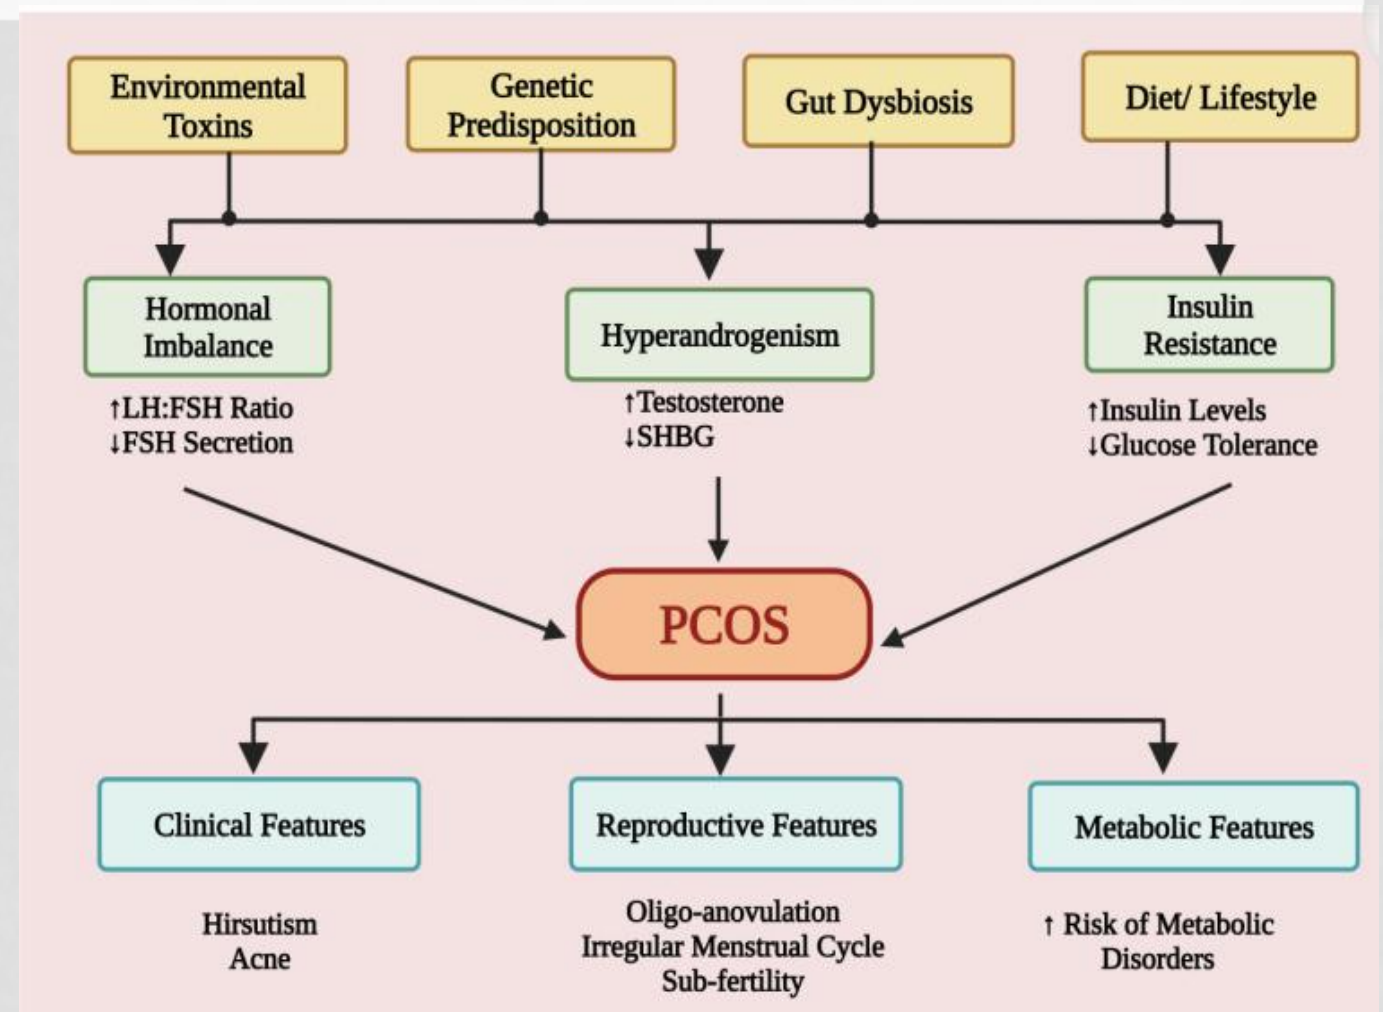 Environmental
Toxins
Genetic
Predisposition
Gut Dysbiosis
Diet/ Lifestyle
Hormonal
Imbalance
↑LH:FSH Ratio
↓FSH Secretion
Hyperandrogenism
↑Testosterone
↓SHBG
Insulin
Resistance
↑Insulin Levels
↓Glucose Tolerance
PCOS
Clinical Features
Hirsutism
Acne
Reproductive Features
Oligo-anovulation
Irregular Menstrual Cycle
Sub-fertility
Metabolic Features
↑ Risk of Metabolic
Disorders